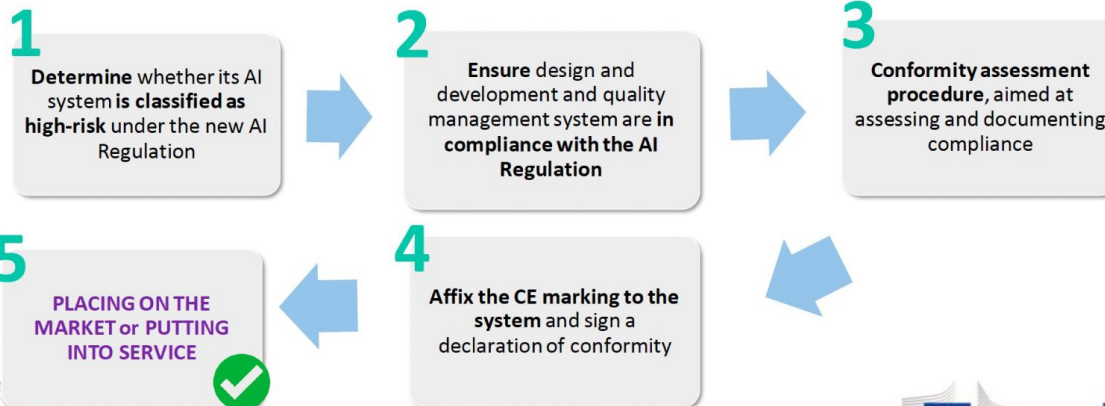 1
Determine whether its AI
system is classified as
high-risk under the new AI
Regulation
2
Ensure design and
development and quality
management system are in
compliance with the AI
Regulation
3
Conformity assessment
procedure, aimed at
assessing and documenting
compliance
4
Affix the CE marking to the
system and sign a
declaration of conformity
5
PLACING ON THE
MARKET or PUTTING
INTO SERVICE